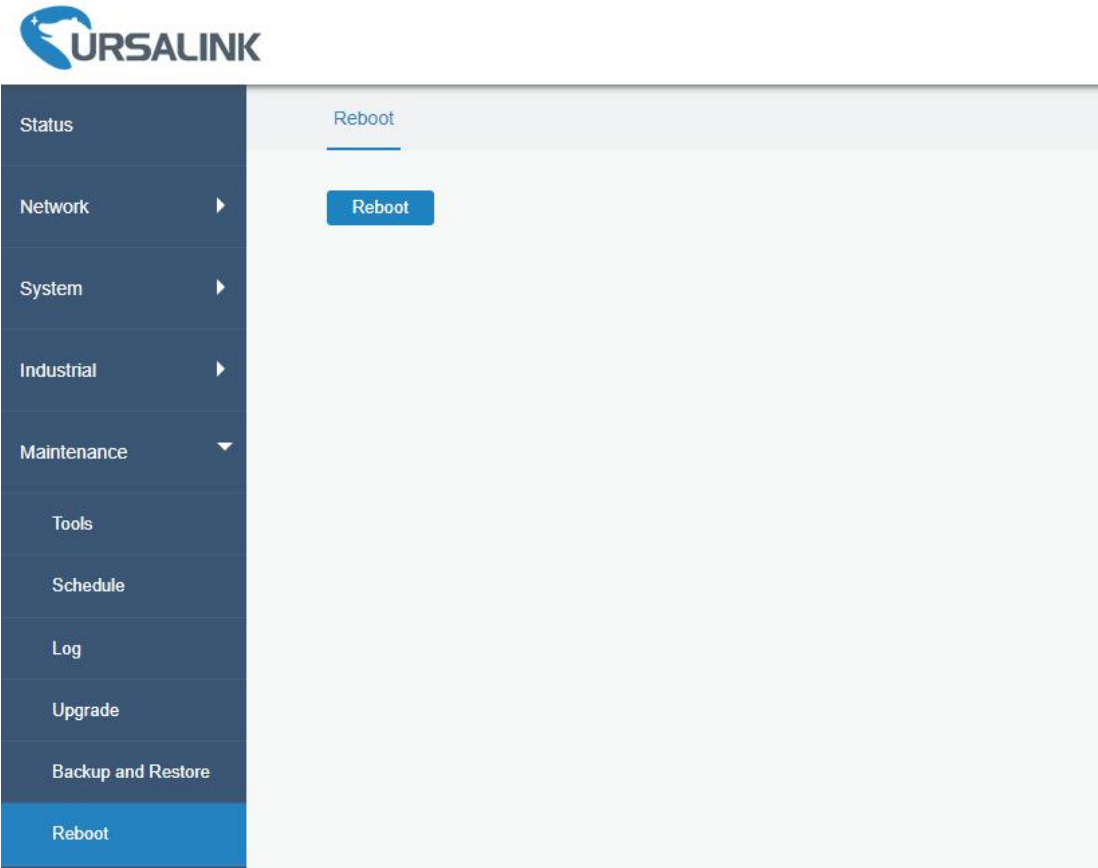 URSALINK
Status
Reboot
Network
Reboot
System
Industrial
Maintenance
Tools
Schedule
Log
Upgrade
Backup and Restore
Reboot